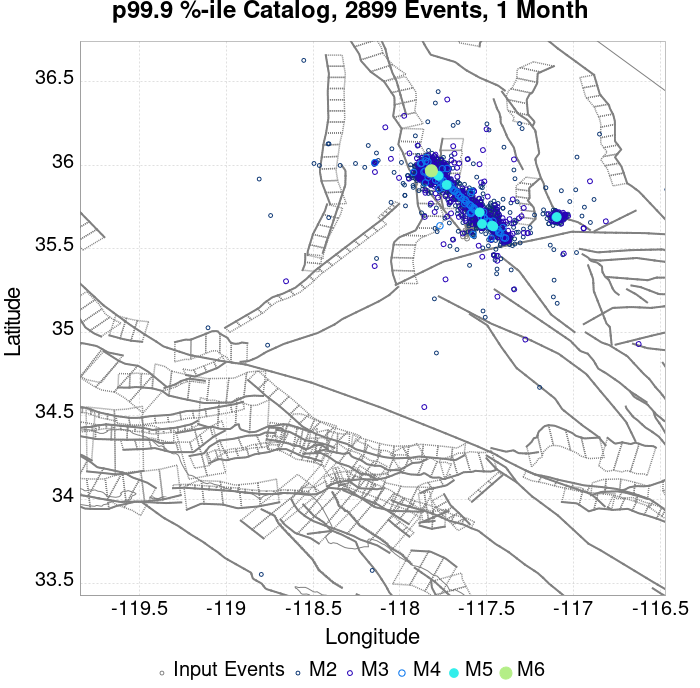 p99.9 %-ile Catalog, 2899 Events, 1 Month
36.5
36
35.5
35
34.5
34
33.5
Latitude
-119.5 -119 -118.5 -118 -117.5 -117 -116.5
Longitude
Input Events M2 M3 M4 M5 M6